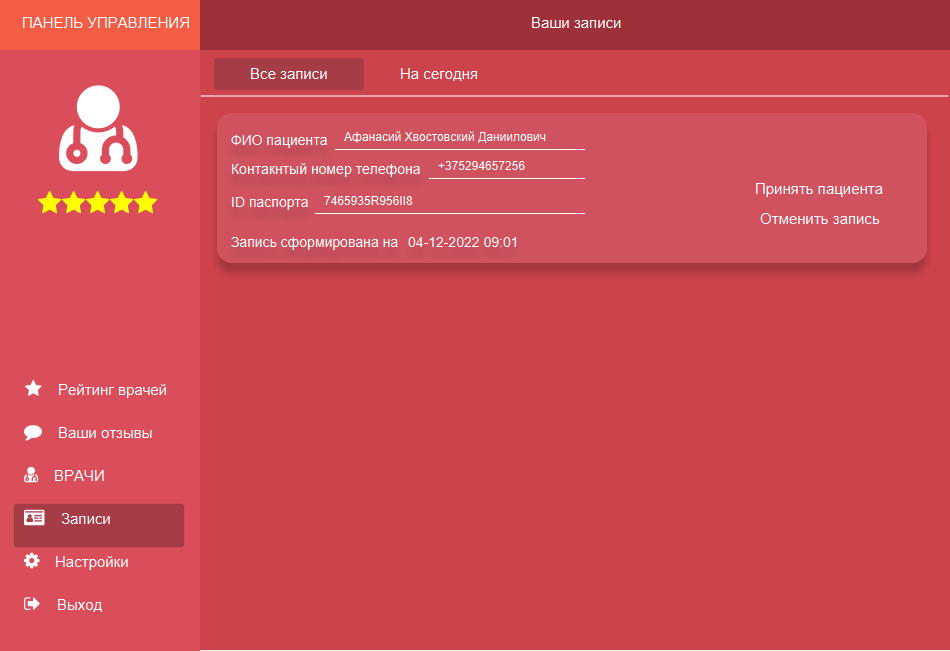 ПАНЕЛЬ УПРАВЛЕНИЯ
Ваши записи
Все записи
На сегодня
ФИО пациента Афанасий Хвостовский Даниилович
Контакнтый номер телефона +375294657256
ID паспорта 7465935R956II8
Запись сформирована на 04-12-2022 09:01
Принять пациента
Отменить запись
Рейтинг врачей
Ваши отзывы
ВРАЧИ
Записи
Настройки
Выход